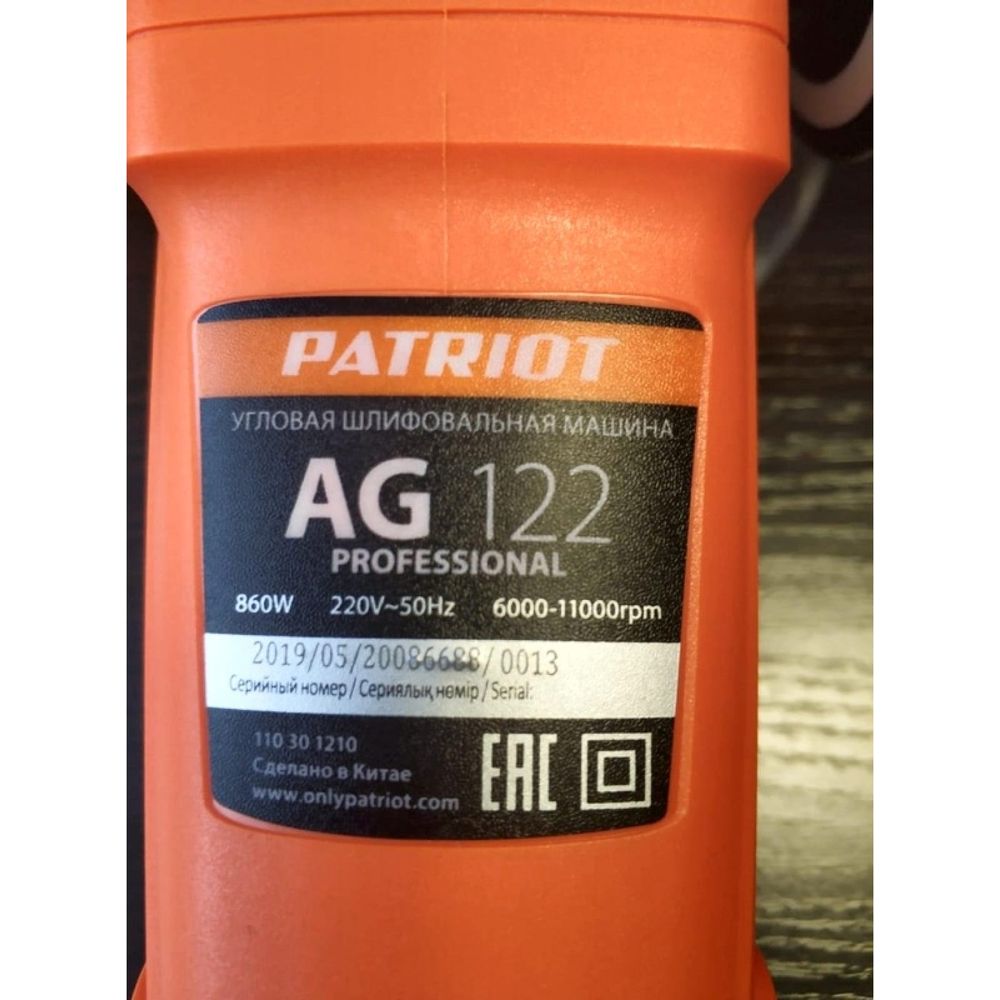 PATRIOT
УГЛОВАЯ ШЛИФОВАЛЬНАЯ МАШИНА
AG 122
PROFESSIONAL
860W 220V~50Hz 6000-11000rpm
2019/05/20086688/0013
Серийный номер / Сериялық нөмір / Serial:
110 30 1210
Сделано в Китае
www.onlypatriot.com
EAC